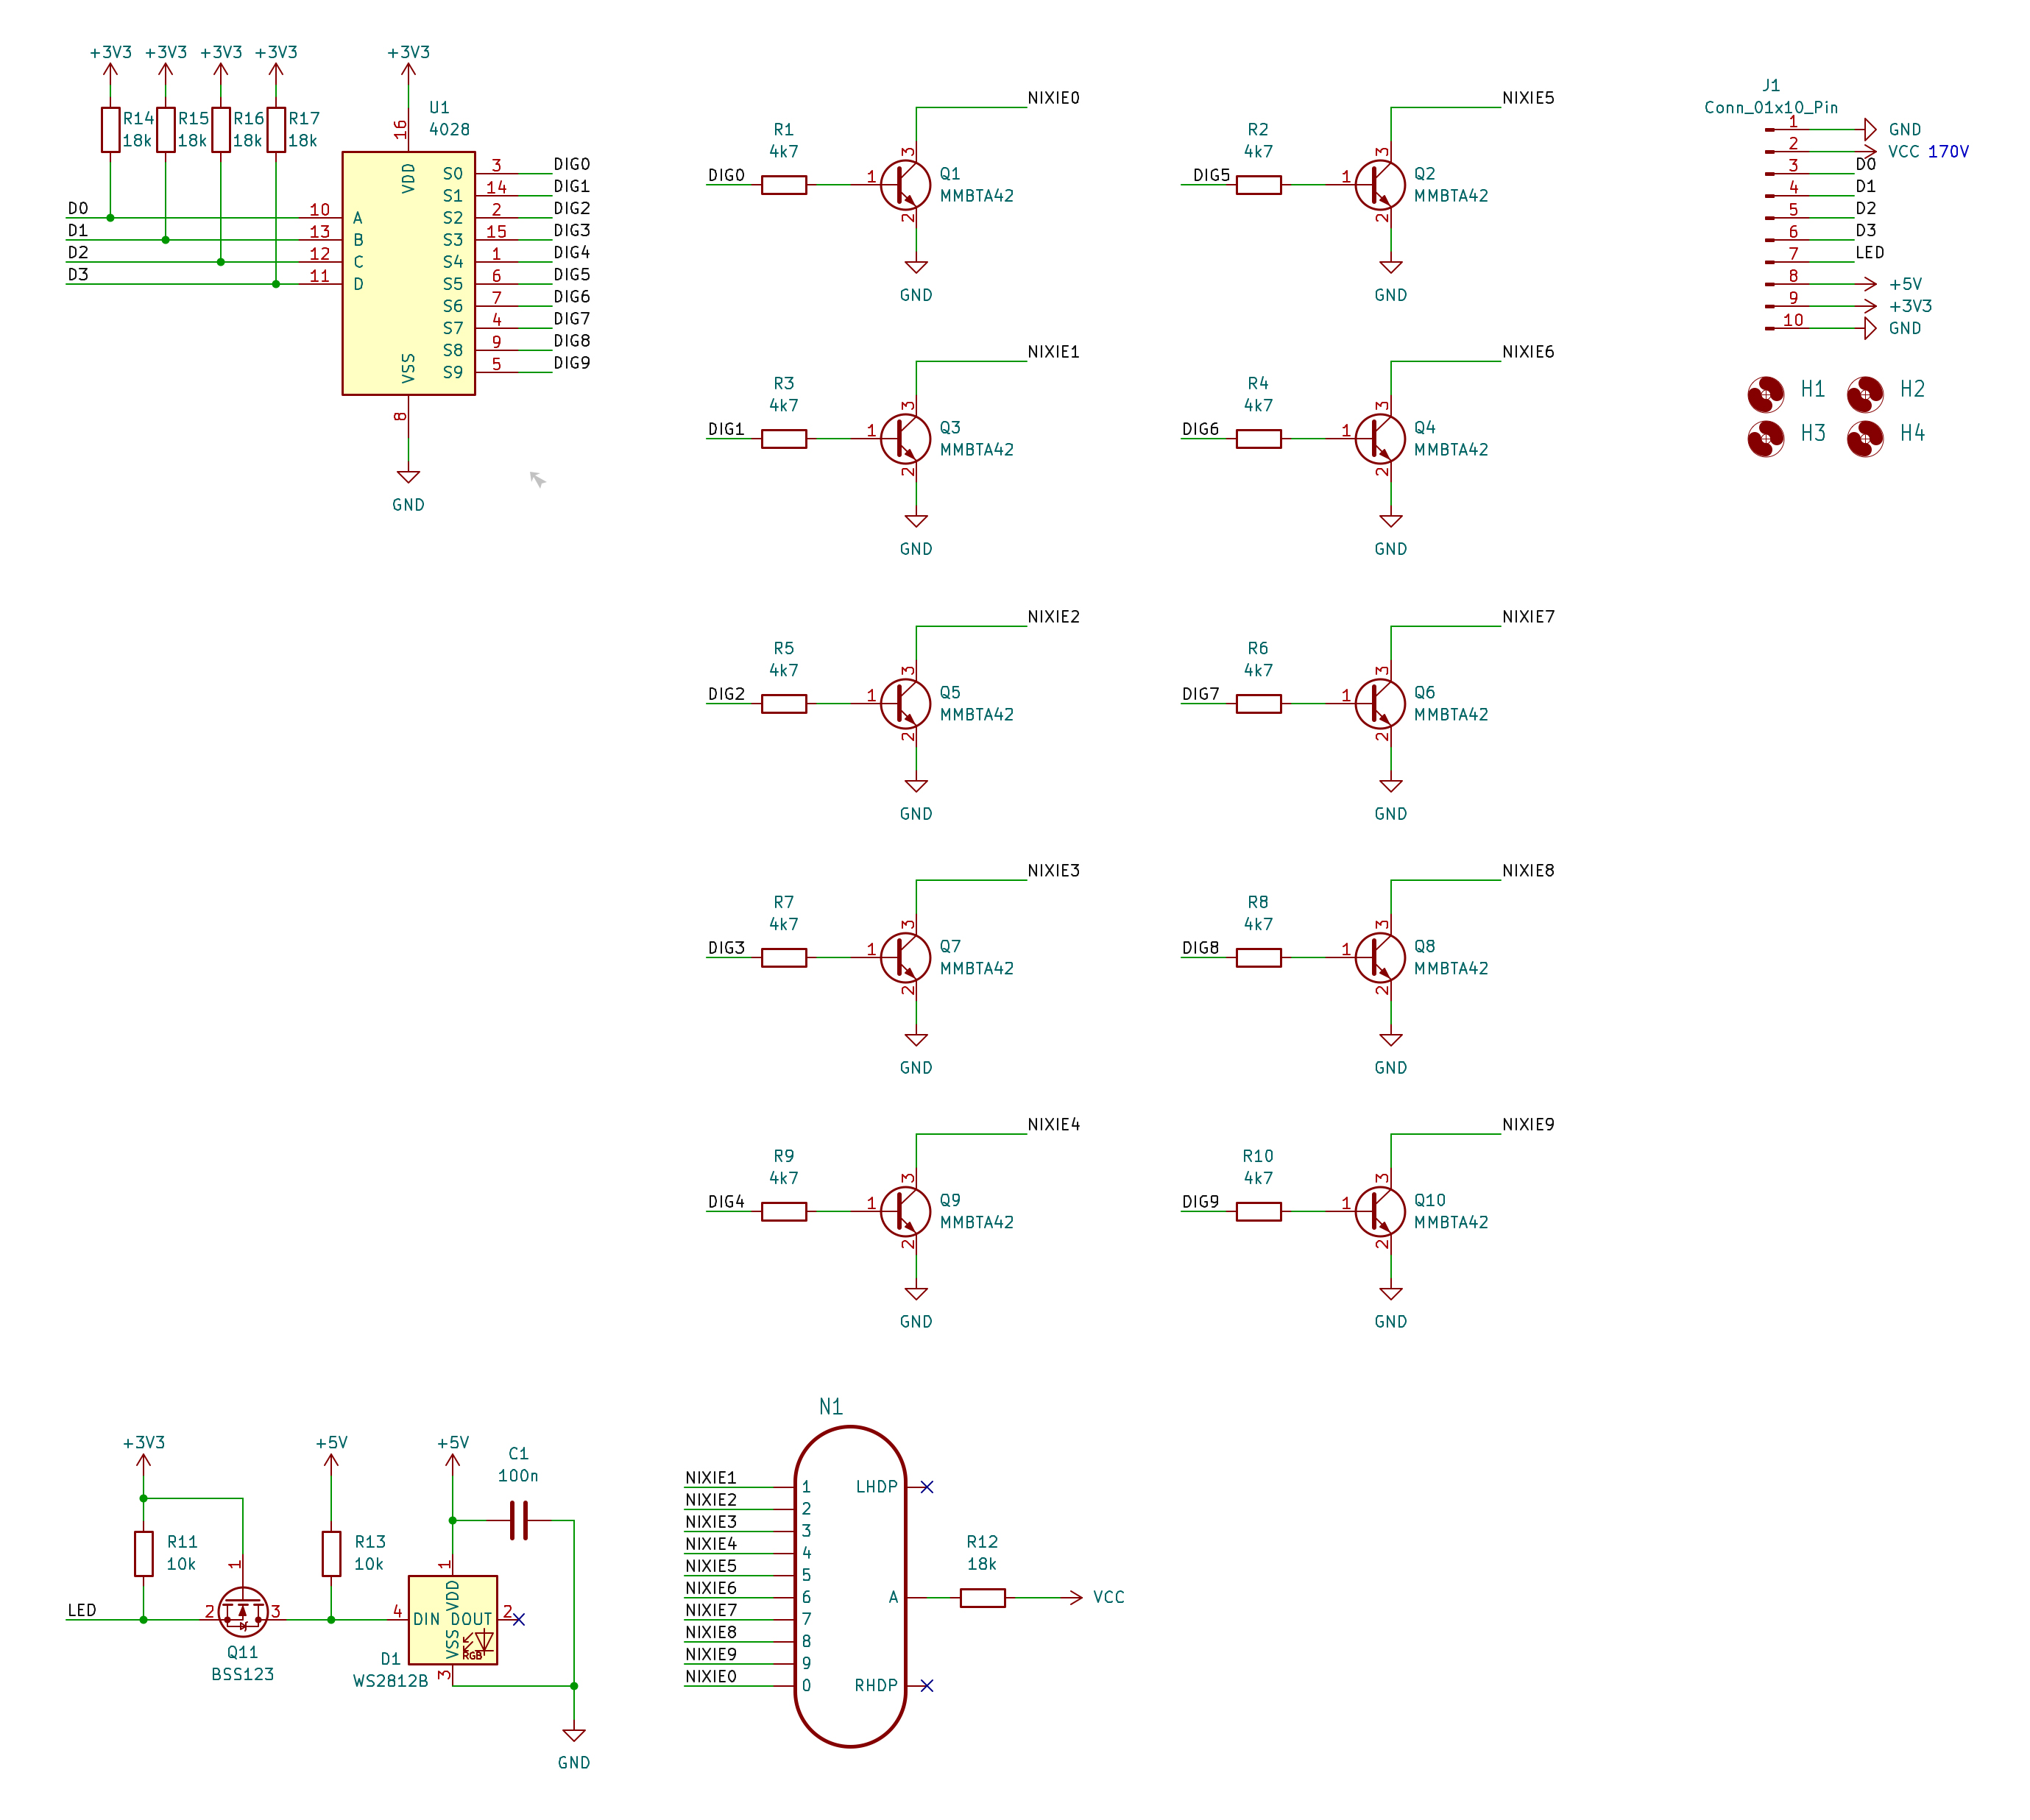 +3V3 +3V3 +3V3 +3V3
R14 R15 R16 R17
18k 18k 18k 18k
+3V3
U1
4028
16
VDD
D0 10 A
D1 13 B
D2 12 C
D3 11 D
S0 3 DIG0
S1 14 DIG1
S2 2 DIG2
S3 15 DIG3
S4 1 DIG4
S5 6 DIG5
S6 7 DIG6
S7 4 DIG7
S8 9 DIG8
S9 5 DIG9
VSS
8
GND
NIXIE0
R1
4k7
DIG0
1
3
2
Q1
MMBTA42
GND
NIXIE5
R2
4k7
DIG5
1
3
2
Q2
MMBTA42
GND
J1
Conn_01x10_Pin
1 GND
2 VCC 170V
3 D0
4 D1
5 D2
6 D3
7 LED
8 +5V
9 +3V3
10 GND
H1 H2
H3 H4
NIXIE1
R3
4k7
DIG1
1
3
2
Q3
MMBTA42
GND
NIXIE6
R4
4k7
DIG6
1
3
2
Q4
MMBTA42
GND
NIXIE2
R5
4k7
DIG2
1
3
2
Q5
MMBTA42
GND
NIXIE7
R6
4k7
DIG7
1
3
2
Q6
MMBTA42
GND
NIXIE3
R7
4k7
DIG3
1
3
2
Q7
MMBTA42
GND
NIXIE8
R8
4k7
DIG8
1
3
2
Q8
MMBTA42
GND
NIXIE4
R9
4k7
DIG4
1
3
2
Q9
MMBTA42
GND
NIXIE9
R10
4k7
DIG9
1
3
2
Q10
MMBTA42
GND
+3V3
R11
10k
LED
1
2
3
Q11
BSS123
+5V
R13
10k
+5V
C1
100n
1
VDD
4 DIN DOUT 2
VSS
RGB
3
D1
WS2812B
GND
N1
NIXIE1 1
NIXIE2 2
NIXIE3 3
NIXIE4 4
NIXIE5 5
NIXIE6 6
NIXIE7 7
NIXIE8 8
NIXIE9 9
NIXIE0 0
LHDP
A
RHDP
R12
18k
VCC